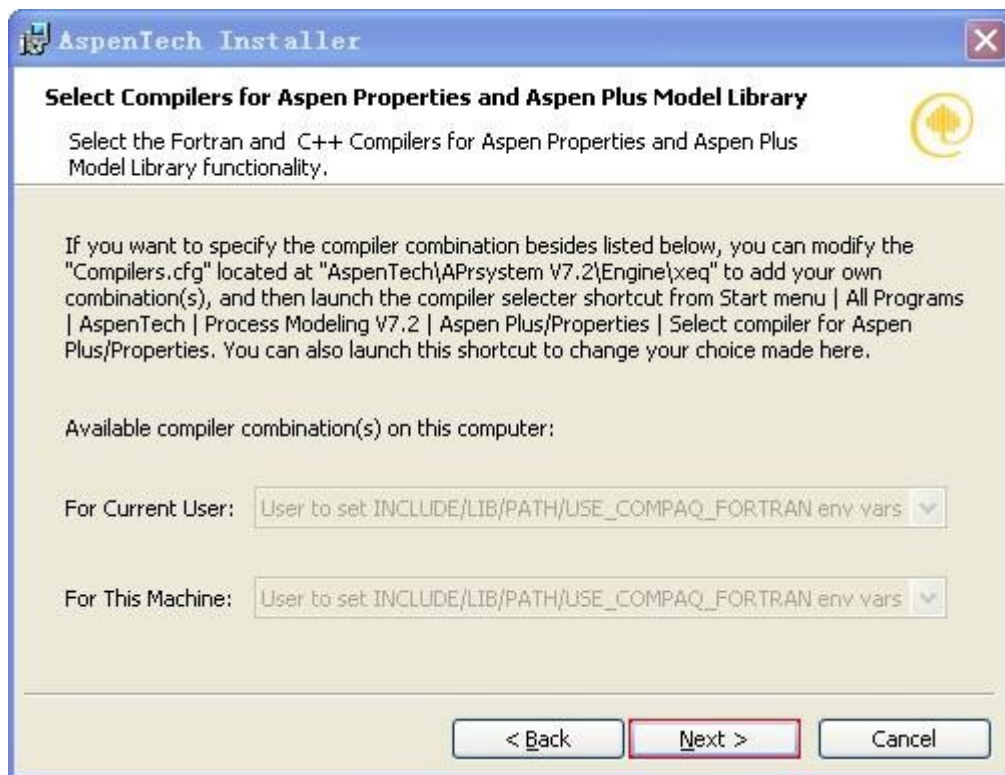 AspenTech Installer
Select Compilers for Aspen Properties and Aspen Plus Model Library
Select the Fortran and C++ Compilers for Aspen Properties and Aspen Plus
Model Library functionality.
If you want to specify the compiler combination besides listed below, you can modify the
"Compilers.cfg" located at "AspenTech\APrsystem V7.2\Engine\xeq" to add your own
combination(s), and then launch the compiler selecter shortcut from Start menu | All Programs
| AspenTech | Process Modeling V7.2 | Aspen Plus/Properties | Select compiler for Aspen
Plus/Properties. You can also launch this shortcut to change your choice made here.
Available compiler combination(s) on this computer:
For Current User: User to set INCLUDE/LIB/PATH/USE_COMPAQ_FORTRAN env vars
For This Machine: User to set INCLUDE/LIB/PATH/USE_COMPAQ_FORTRAN env vars
< Back Next > Cancel